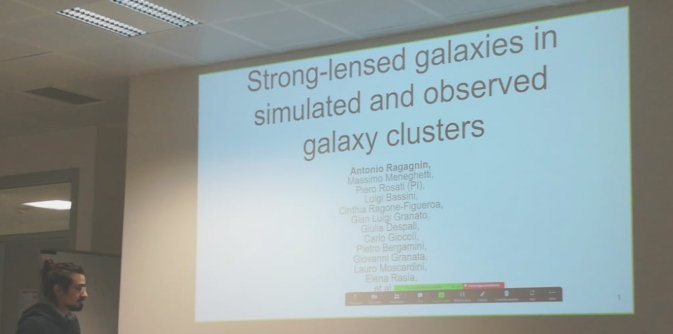 Strong-lensed galaxies in
simulated and observed
galaxy clusters
Antonio Ragagnin,
Massimo Meneghetti,
Piero Rosati (PI),
Luigi Bassini,
Cinthia Ragone-Figueroa,
Gian Luigi Granato,
Giulia Despali,
Carlo Giocoli,
Pietro Bergamini,
Giovanni Granata,
Lauro Moscardini,
Elena Rasia,
et al.
1